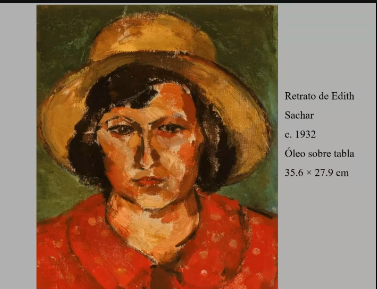 Retrato de Edith
Sachar
c. 1932
Óleo sobre tabla
35.6 × 27.9 cm